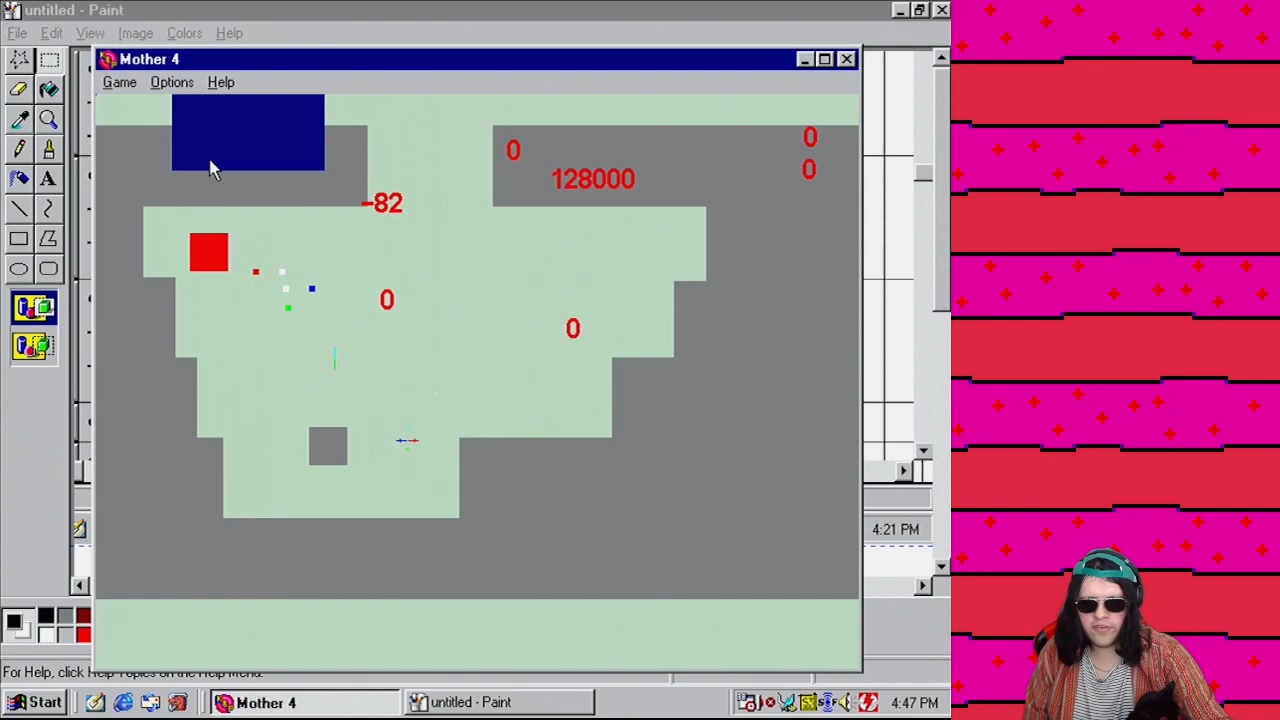 untitled - Paint
File Edit View Image Colors Help
Mother 4
Game Options Help
0
0
128000
0
-82
0
0
4:21 PM
For Help, click Help Topics on the Help Menu.
Start
Mother 4
untitled - Paint
4:47 PM